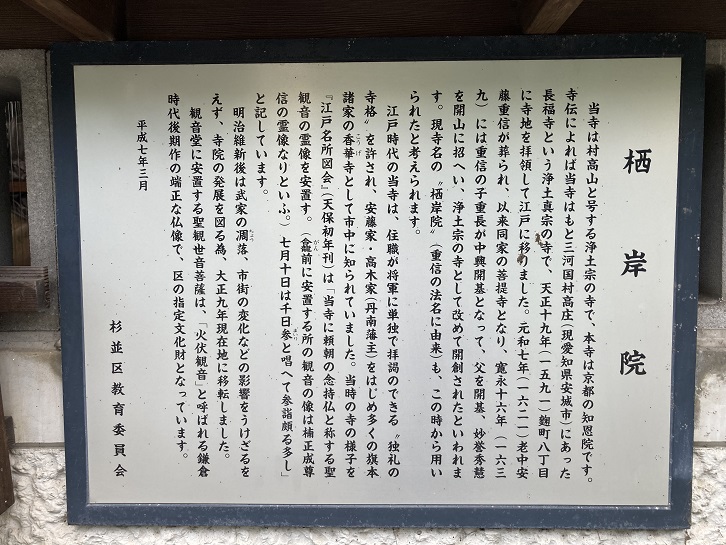 栖岸院
当寺は村高山と号する浄土宗の寺で、本寺は京都の知恩院です。
寺伝によれば当寺はもと三河国村高庄(現愛知県安城市)にあった
長福寺という浄土真宗の寺で、天正十九年(一五九一)麹町八丁目
に寺地を拝領して江戸に移りました。元和七年(一六二一)老中安
藤重信が葬られ、以来同家の菩提寺となり、寛永十六年(一六三
九)には重信の子重長が中興開基となって、父を開基、妙誉秀慧
を開山に招へい、浄土宗の寺として改めて開創されたといわれま
す。現寺名の〝栖岸院〟(重信の法名に由来)も、この時から用い
られたと考えられます。
江戸時代の当寺は、住職が将軍に単独で拝謁のできる〝独礼の
寺格〟を許され、安藤家・高木家(丹南藩主)をはじめ多くの旗本
諸家の香華寺として市中に知られていました。当時の寺の様子を
『江戸名所図会』(天保初年刊)は「当寺に頼朝の念持仏と称する聖
観音の霊像を安置す。(龕前に安置する所の観音の像は楠正成尊
信の霊像なりといふ。)七月十日は千日参と唱へて参詣頗る多し」
と記しています。
明治維新後は武家の凋落、市街の変化などの影響をうけざるを
えず、寺院の発展を図る為、大正九年現在地に移転しました。
観音堂に安置する聖観世音菩薩は、「火伏観音」と呼ばれる鎌倉
時代後期作の端正な仏像で、区の指定文化財となっています。
平成七年三月
杉並区教育委員会